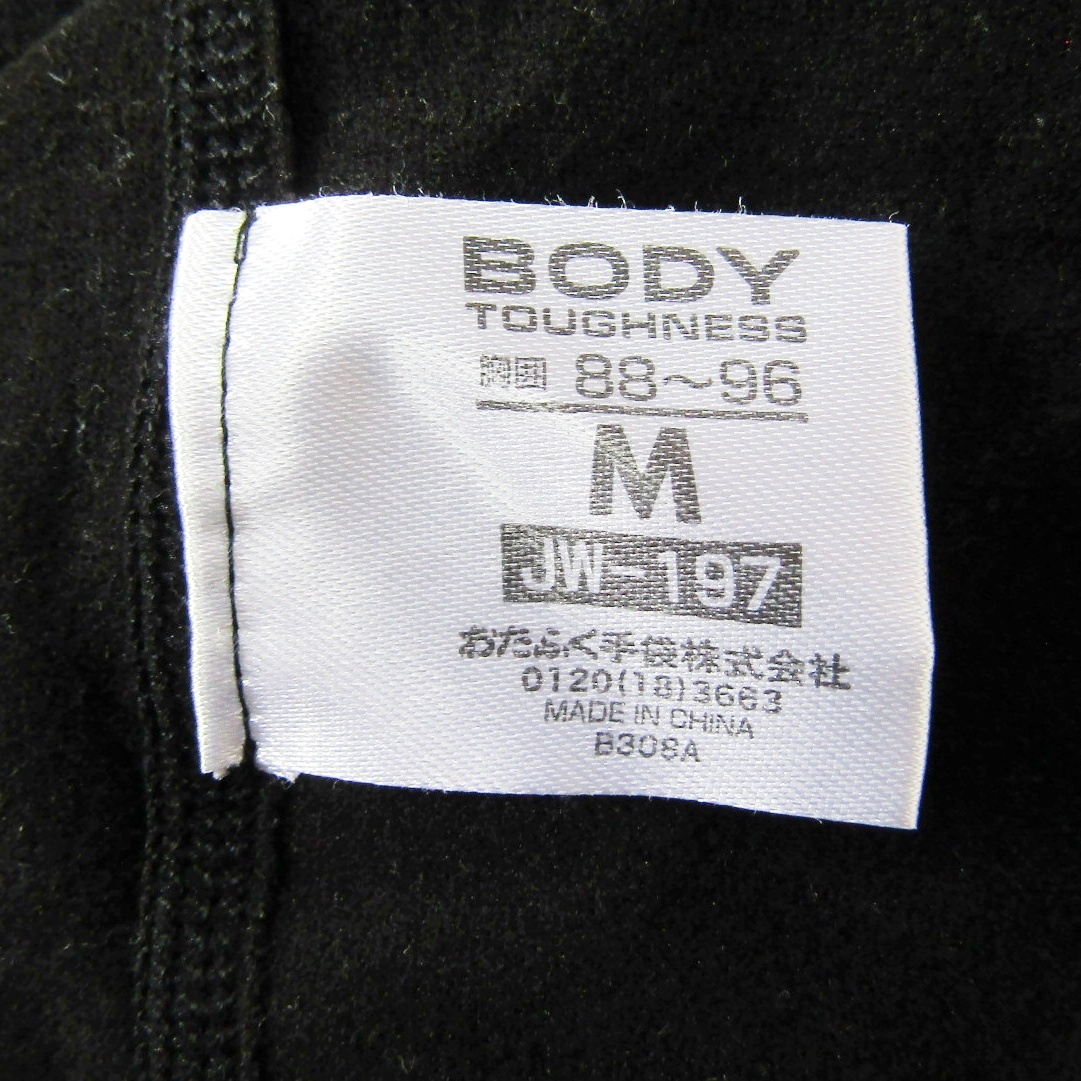 BODY
TOUGHNESS
胸囲 88～96
M
JW-197
おたふく手袋株式会社
0120(18)3663
MADE IN CHINA
B308A